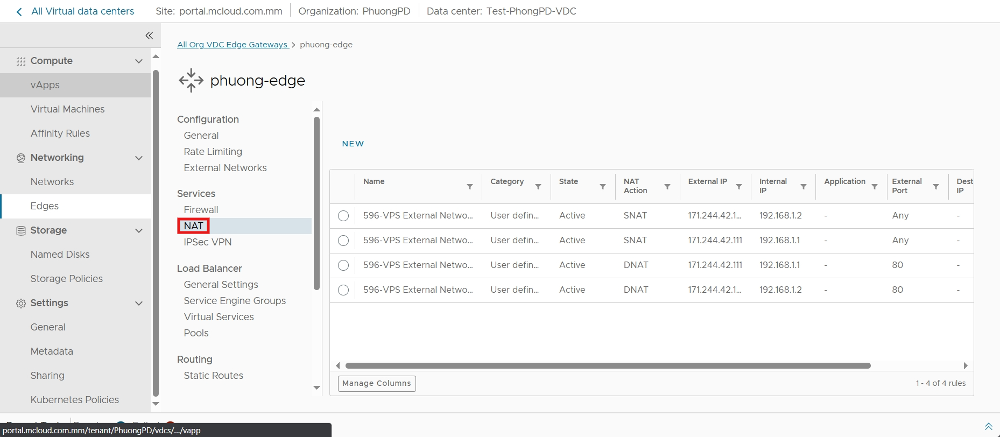 All Virtual data centers Site: portal.mcloud.com.mm Organization: PhuongPD Data center: Test-PhongPD-VDC
All Org VDC Edge Gateways > phuong-edge
phuong-edge
Compute
vApps
Virtual Machines
Affinity Rules
Networking
Networks
Edges
Storage
Named Disks
Storage Policies
Settings
General
Metadata
Sharing
Kubernetes Policies
Configuration
General
Rate Limiting
External Networks
Services
Firewall
NAT
IPSec VPN
Load Balancer
General Settings
Service Engine Groups
Virtual Services
Pools
Routing
Static Routes
NEW
Name Category State NAT Action External IP Internal IP Application External Port Dest IP
596-VPS External Netwo... User defin... Active SNAT 171.244.42.1... 192.168.1.2 - Any -
596-VPS External Netwo... User defin... Active SNAT 171.244.42.111 192.168.1.1 - Any -
596-VPS External Netwo... User defin... Active DNAT 171.244.42.111 192.168.1.1 - 80 -
596-VPS External Netwo... User defin... Active DNAT 171.244.42.1... 192.168.1.2 - 80 -
Manage Columns 1 - 4 of 4 rules
portal.mcloud.com.mm/tenant/PhuongPD/vdcs/.../vapp